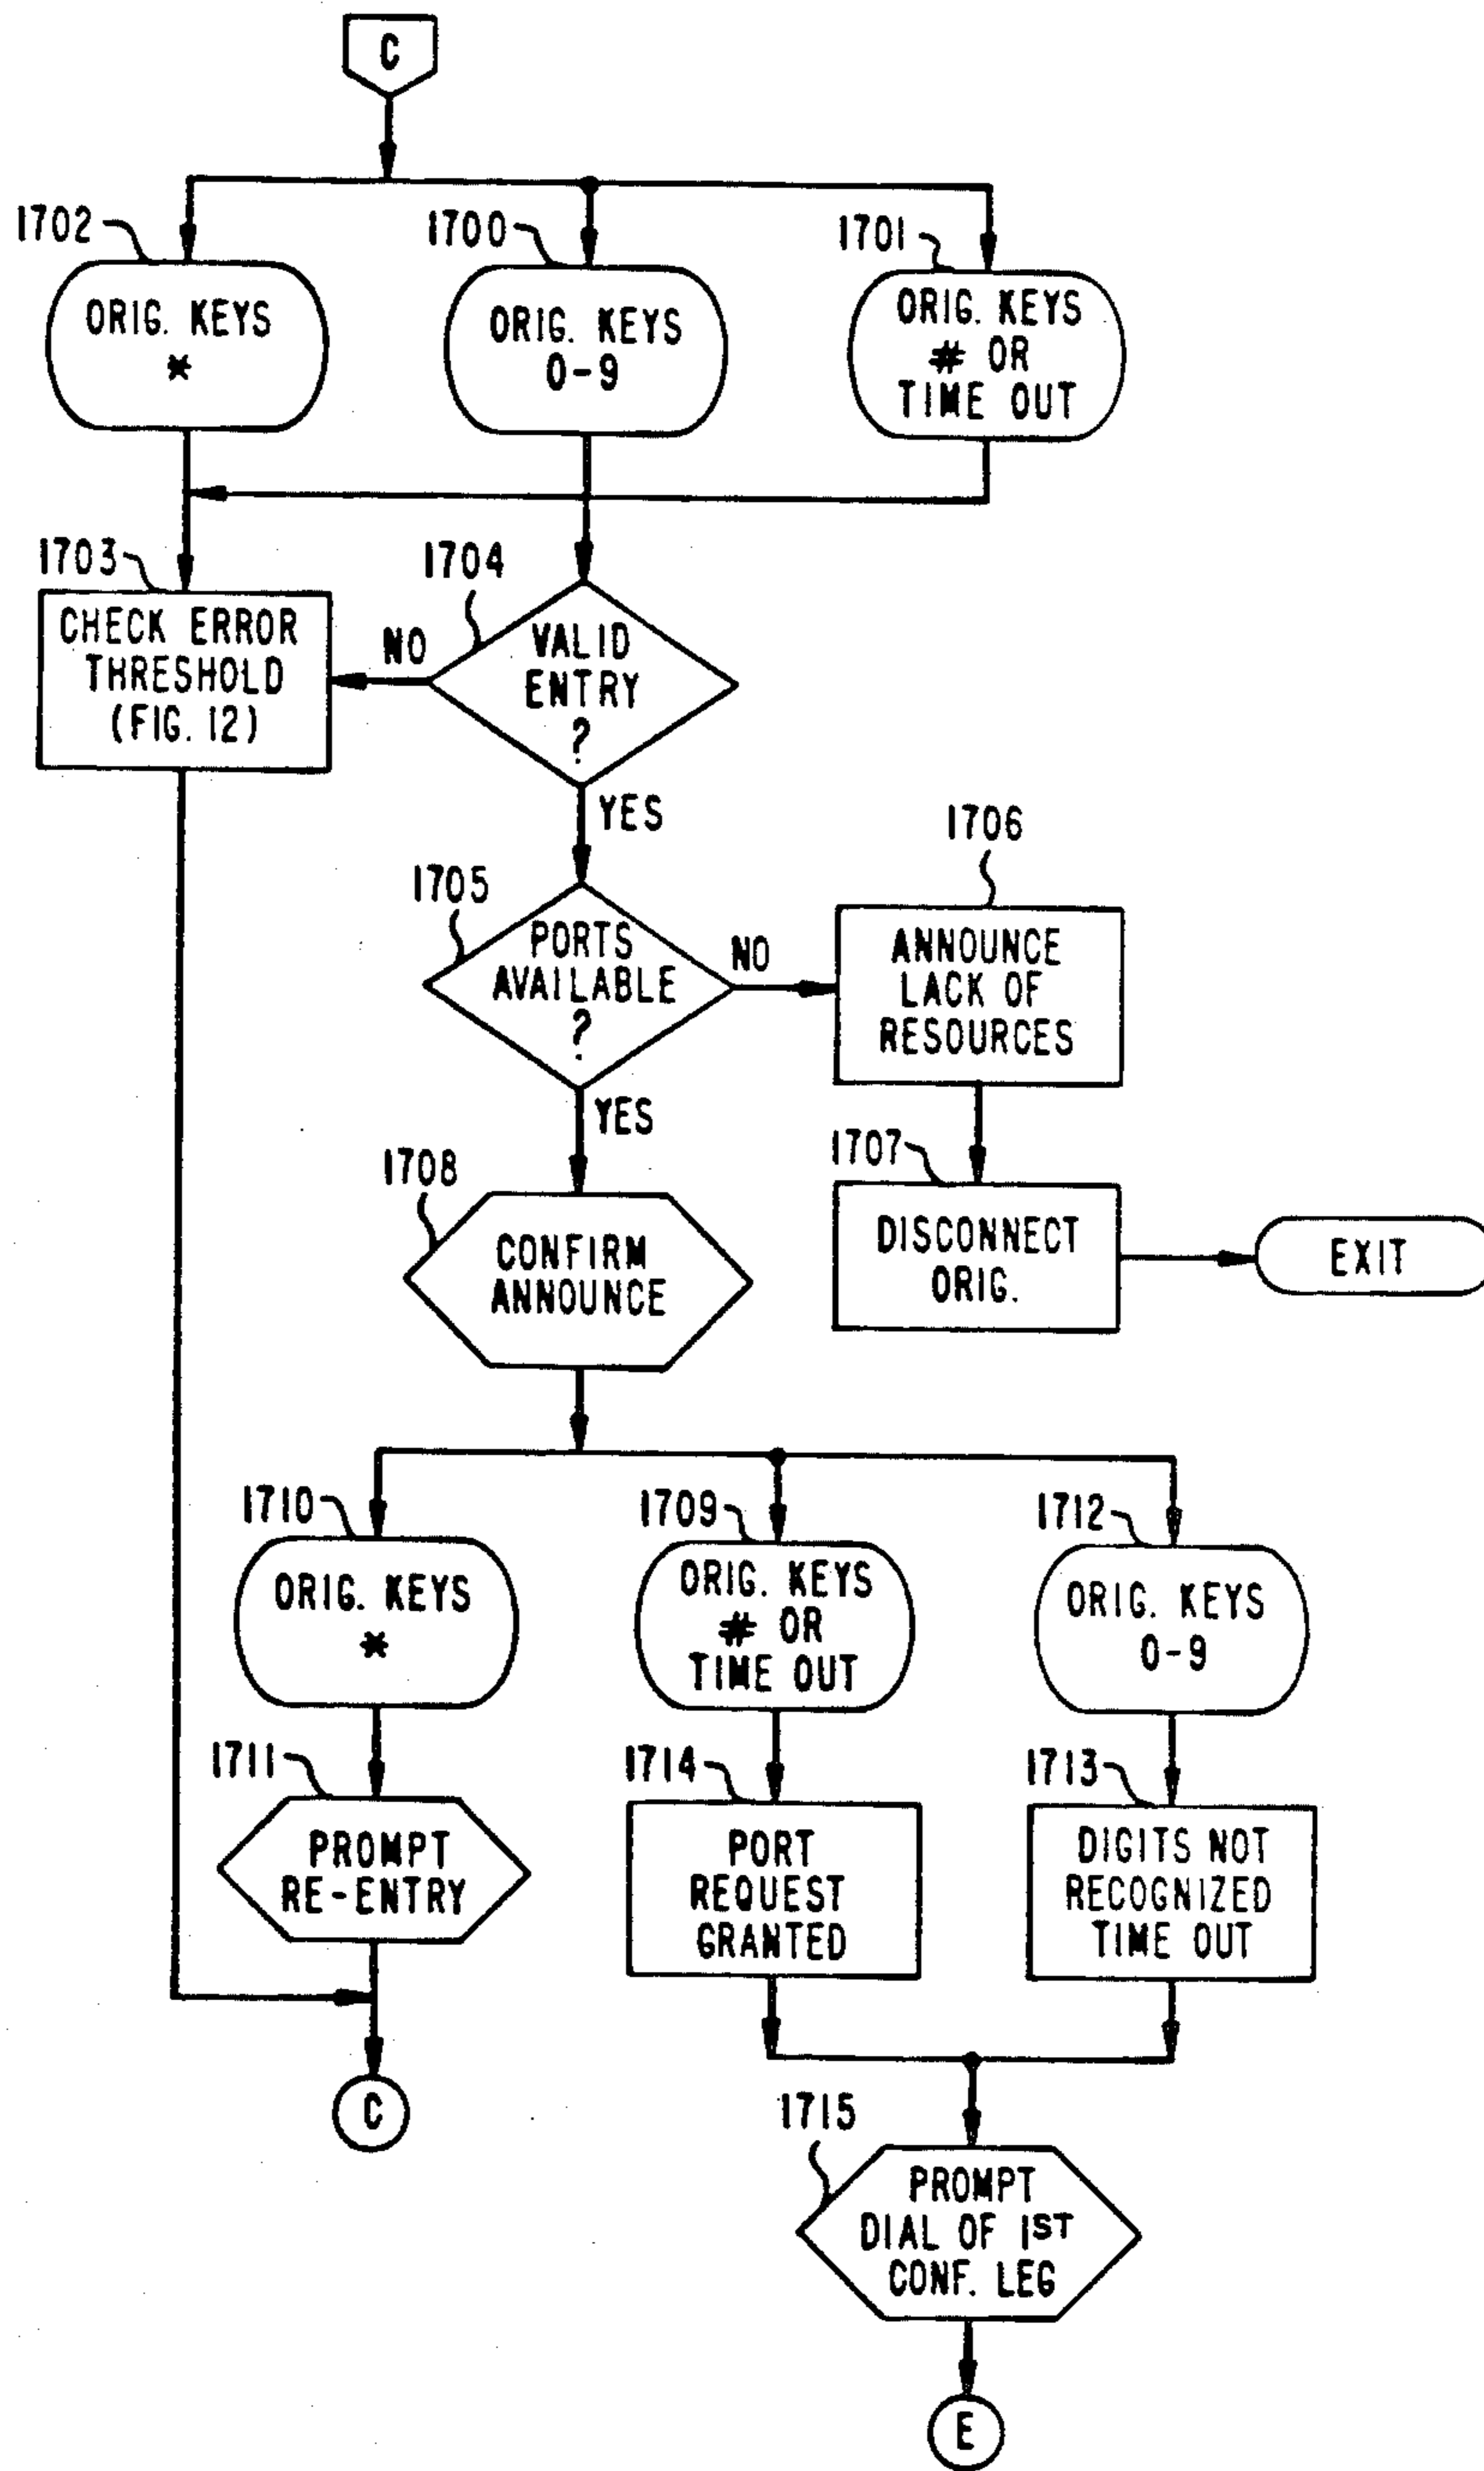 C
1702
1700
1701
ORIG. KEYS
*
ORIG. KEYS
0-9
ORIG. KEYS
# OR
TIME OUT
1703
1704
CHECK ERROR
THRESHOLD
(FIG. 12)
NO
VALID
ENTRY
?
YES
1705
1706
PORTS
AVAILABLE
?
NO
ANNOUNCE
LACK OF
RESOURCES
YES
1708
1707
CONFIRM
ANNOUNCE
DISCONNECT
ORIG.
EXIT
1710
1709
1712
ORIG. KEYS
*
ORIG. KEYS
# OR
TIME OUT
ORIG. KEYS
0-9
1711
1714
1713
PROMPT
RE-ENTRY
PORT
REQUEST
GRANTED
DIGITS NOT
RECOGNIZED
TIME OUT
C
1715
PROMPT
DIAL OF 1ST
CONF. LEG
E